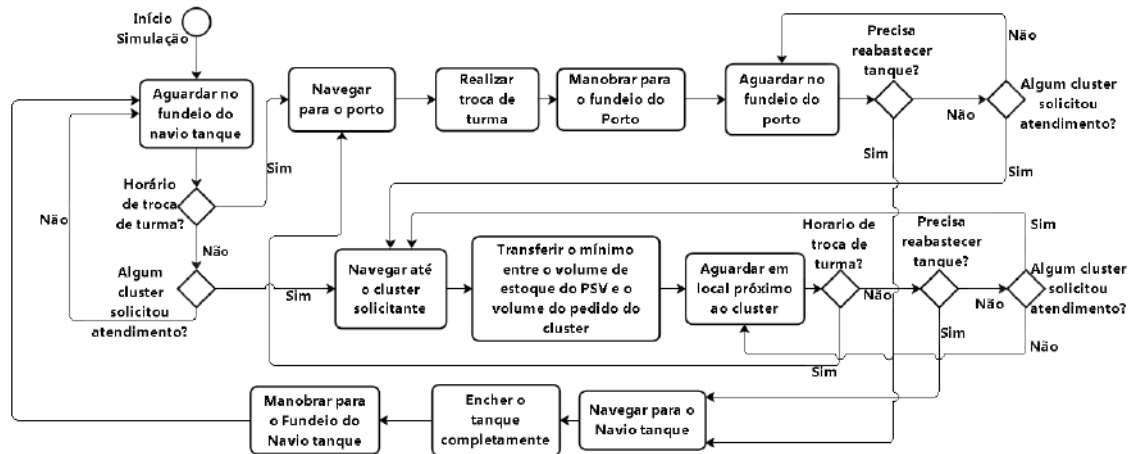 Início
Simulação
Aguardar no
fundeio do
navio tanque
Horário
de troca
de turma?
Sim
Não
Não
Algum
cluster
solicitou
atendimento?
Sim
Navegar
para o porto
Realizar
troca de
turma
Manobrar para
o fundeio do
Porto
Aguardar no
fundeio do
porto
Precisa
reabastecer
tanque?
Não
Não
Algum cluster
solicitou
atendimento?
Sim
Sim
Navegar até
o cluster
solicitante
Transferir o mínimo
entre o volume de
estoque do PSV e o
volume do pedido do
cluster
Aguardar em
local próximo
ao cluster
Horario de
troca de
turma?
Não
Precisa
reabastecer
tanque?
Não
Sim
Algum cluster
solicitou
atendimento?
Não
Sim
Sim
Manobrar para
o Fundeio do
Navio tanque
Encher o
tanque
completamente
Navegar para o
Navio tanque